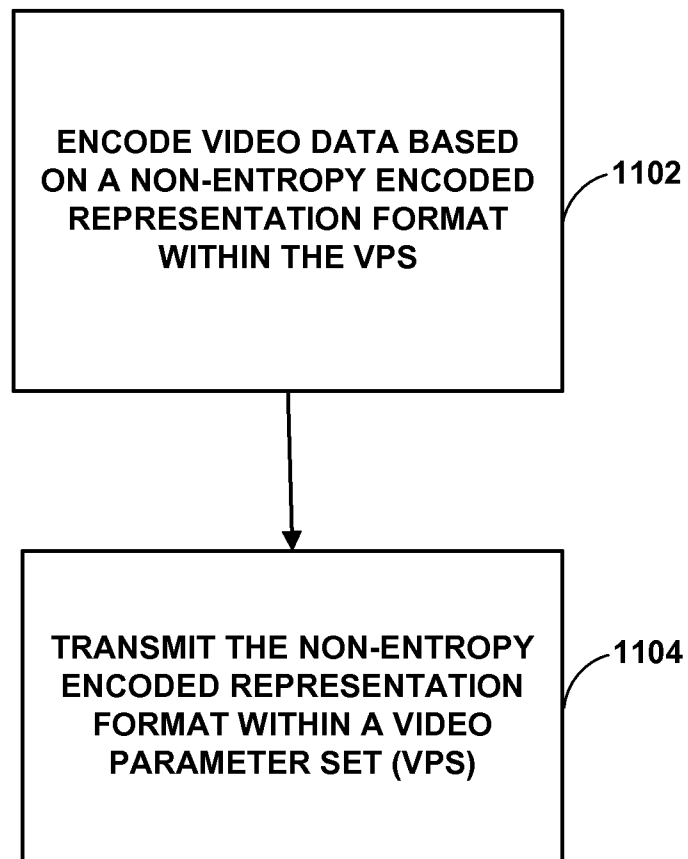 ENCODE VIDEO DATA BASED
ON A NON-ENTROPY ENCODED
REPRESENTATION FORMAT
WITHIN THE VPS
1102
TRANSMIT THE NON-ENTROPY
ENCODED REPRESENTATION
FORMAT WITHIN A VIDEO
PARAMETER SET (VPS)
1104